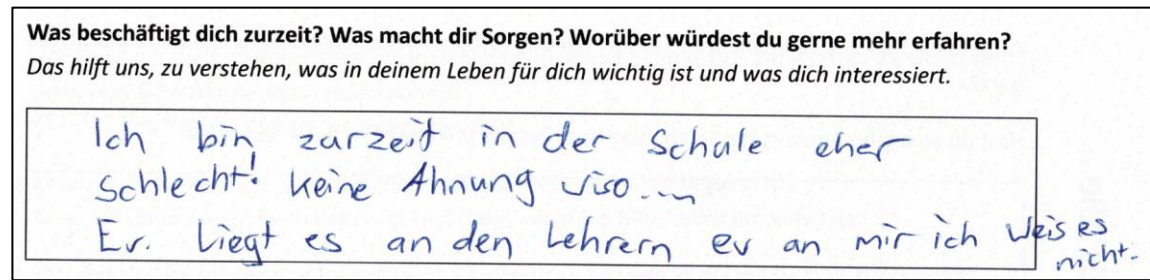 Was beschäftigt dich zurzeit? Was macht dir Sorgen? Worüber würdest du gerne mehr erfahren?
Das hilft uns, zu verstehen, was in deinem Leben für dich wichtig ist und was dich interessiert.
Ich bin zurzeit in der Schule eher
schlecht! Keine Ahnung wiso...
Ev. Liegt es an den Lehrern ev an mir ich weis es
nicht.